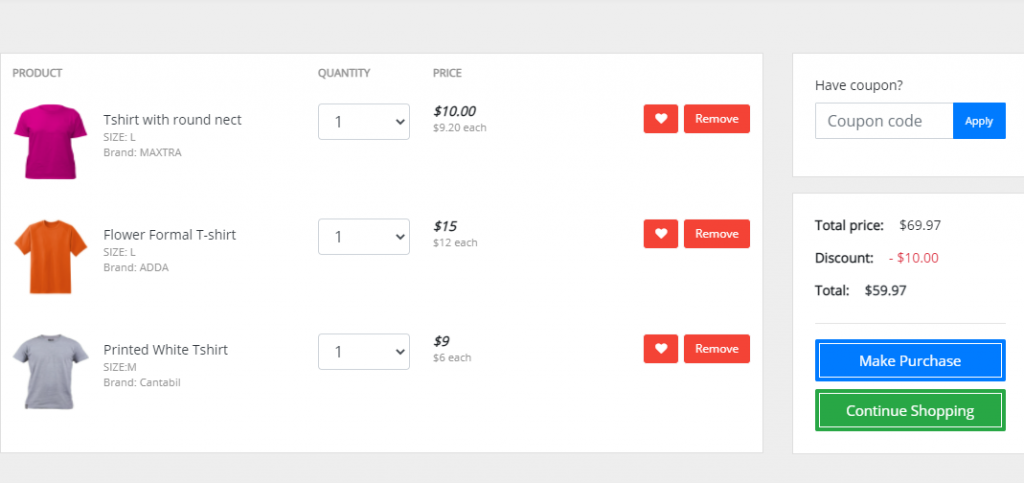 PRODUCT QUANTITY PRICE
Tshirt with round nect
SIZE: L
Brand: MAXTRA
1
$10.00
$9.20 each
Remove
Flower Formal T-shirt
SIZE: L
Brand: ADDA
1
$15
$12 each
Remove
Printed White Tshirt
SIZE:M
Brand: Cantabil
1
$9
$6 each
Remove
Have coupon?
Coupon code Apply
Total price: $69.97
Discount: - $10.00
Total: $59.97
Make Purchase
Continue Shopping